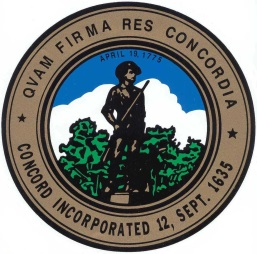 QVAM FIRMA RES CONCORDIA
APRIL 19, 1775
CONCORD INCORPORATED 12, SEPT. 1635